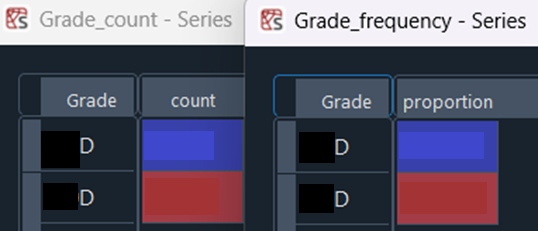 Grade_count - Series
Grade count
D
D
Grade_frequency - Series
Grade proportion
D
D